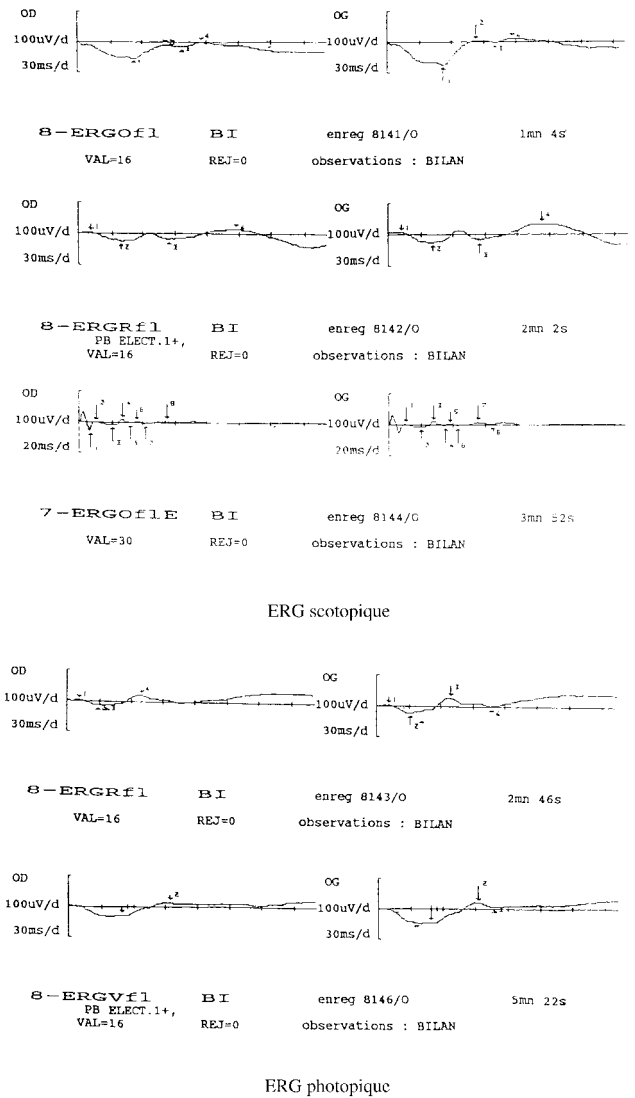 OD OG
100uV/d 100uV/d
30ms/d 30ms/d
8-ERGOfl BI enreg 8141/O 1mn 4s
VAL=16 REJ=0 observations : BILAN
OD OG
100uV/d 100uV/d
30ms/d 30ms/d
8-ERGRfl BI enreg 8142/O 2mn 2s
PB ELECT.1+,
VAL=16 REJ=0 observations : BILAN
OD OG
100uV/d 100uV/d
20ms/d 20ms/d
7-ERGOflE BI enreg 8144/O 3mn 52s
VAL=30 REJ=0 observations : BILAN
ERG scotopique
OD OG
100uV/d 100uV/d
30ms/d 30ms/d
8-ERGRfl BI enreg 8143/O 2mn 46s
VAL=16 REJ=0 observations : BILAN
OD OG
100uV/d 100uV/d
30ms/d 30ms/d
8-ERGVfl BI enreg 8146/O 5mn 22s
PB ELECT.1+,
VAL=16 REJ=0 observations : BILAN
ERG photopique